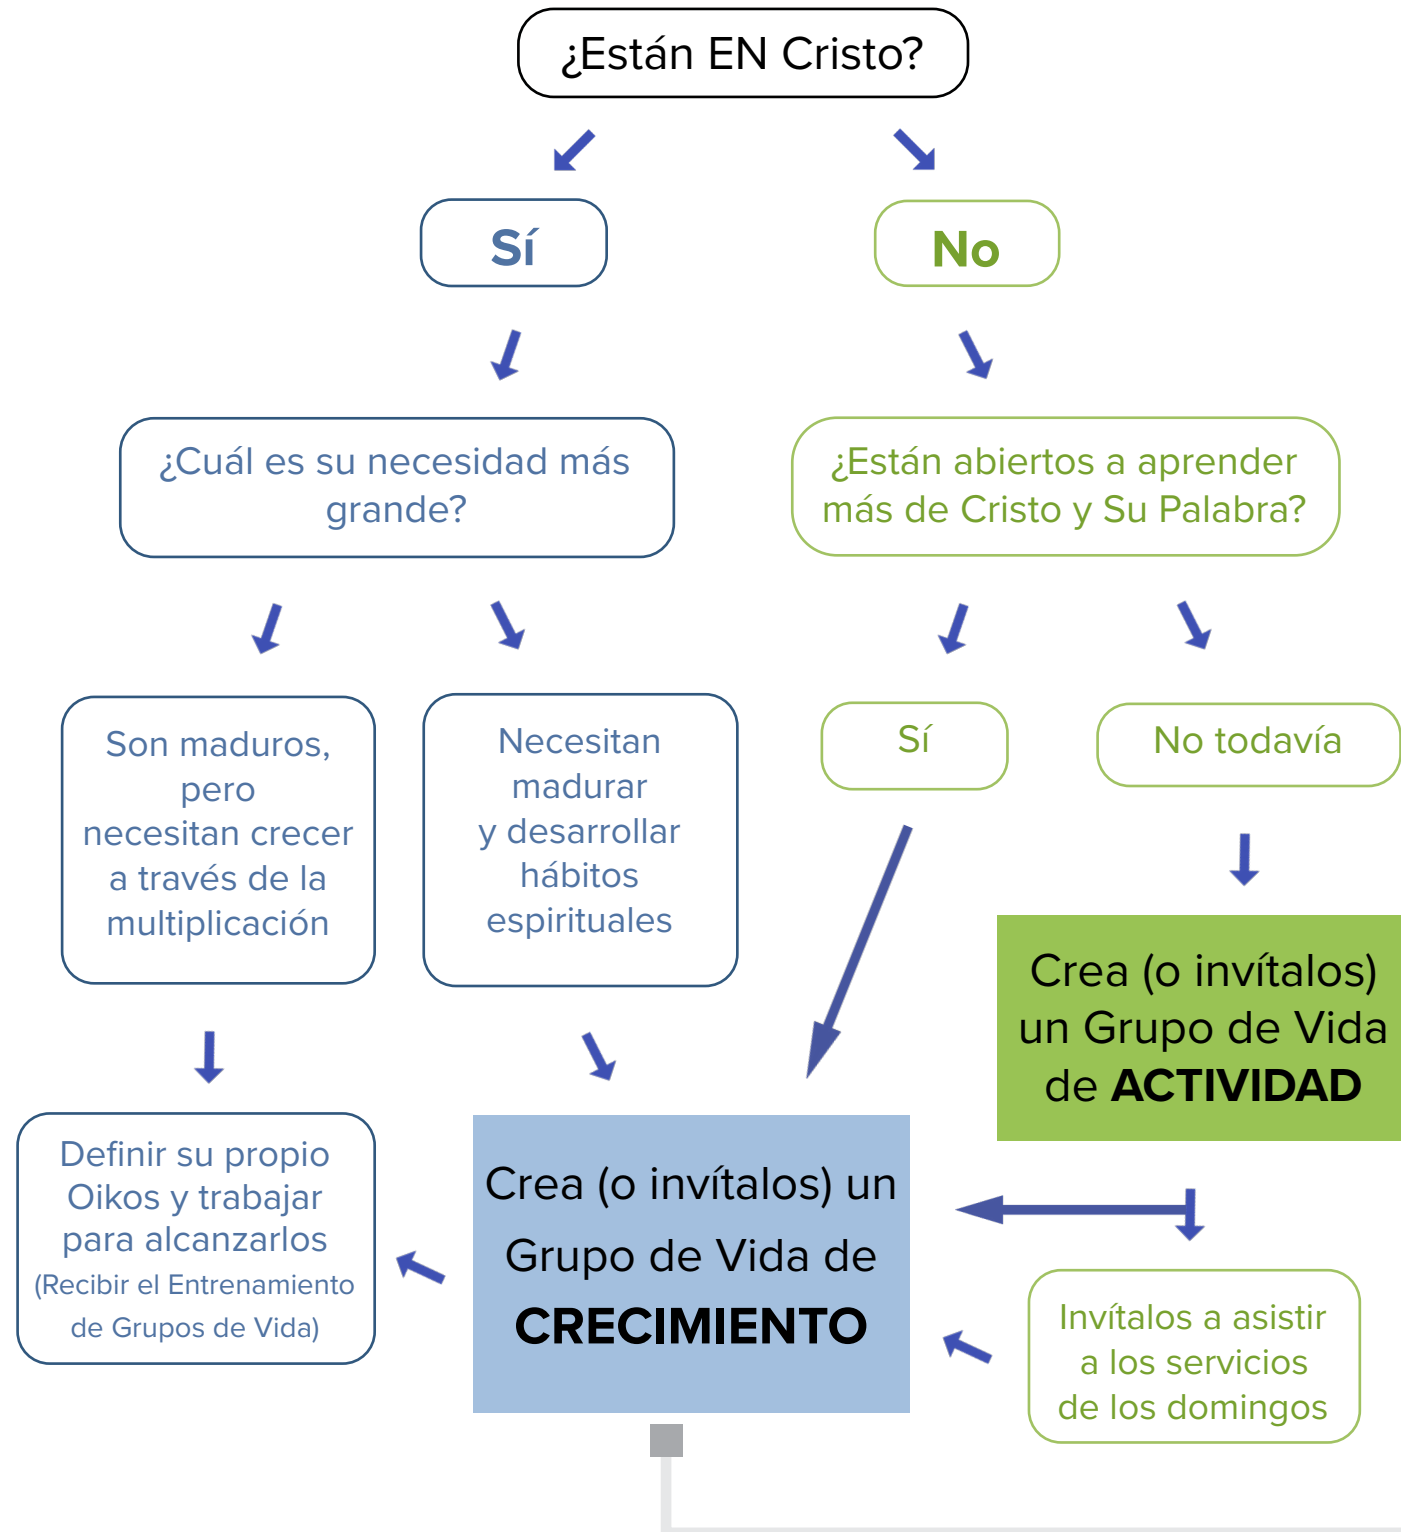 ¿Están EN Cristo?
Sí
No
¿Cuál es su necesidad más
grande?
¿Están abiertos a aprender
más de Cristo y Su Palabra?
Son maduros,
pero
necesitan crecer
a través de la
multiplicación
Necesitan
madurar
y desarrollar
hábitos
espirituales
Sí
No todavía
Crea (o invítalos)
un Grupo de Vida
de ACTIVIDAD
Definir su propio
Oikos y trabajar
para alcanzarlos
(Recibir el Entrenamiento
de Grupos de Vida)
Crea (o invítalos) un
Grupo de Vida de
CRECIMIENTO
Invítalos a asistir
a los servicios
de los domingos